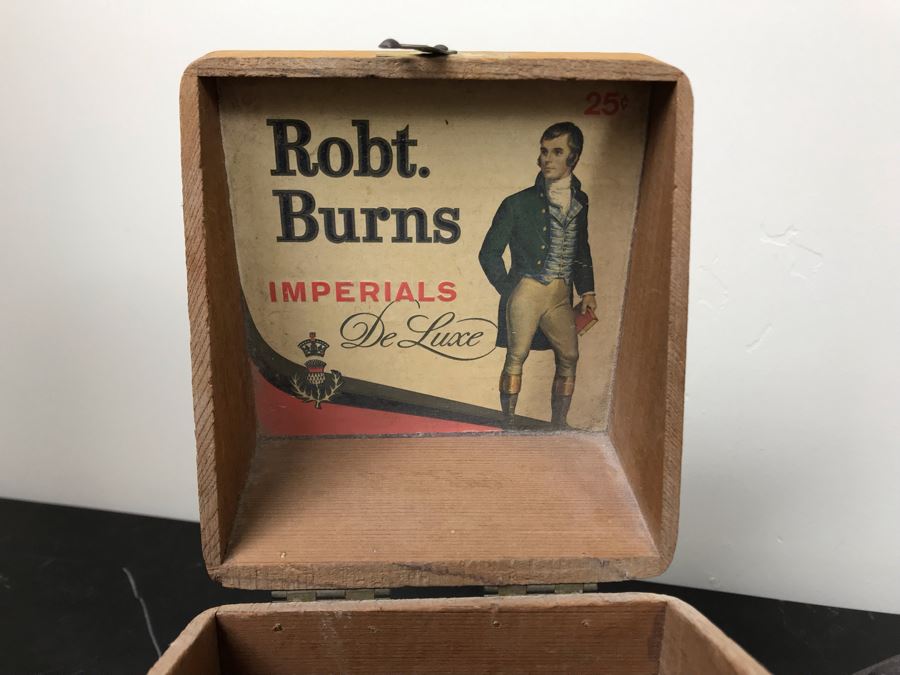 25¢
Robt.
Burns
IMPERIALS
De Luxe